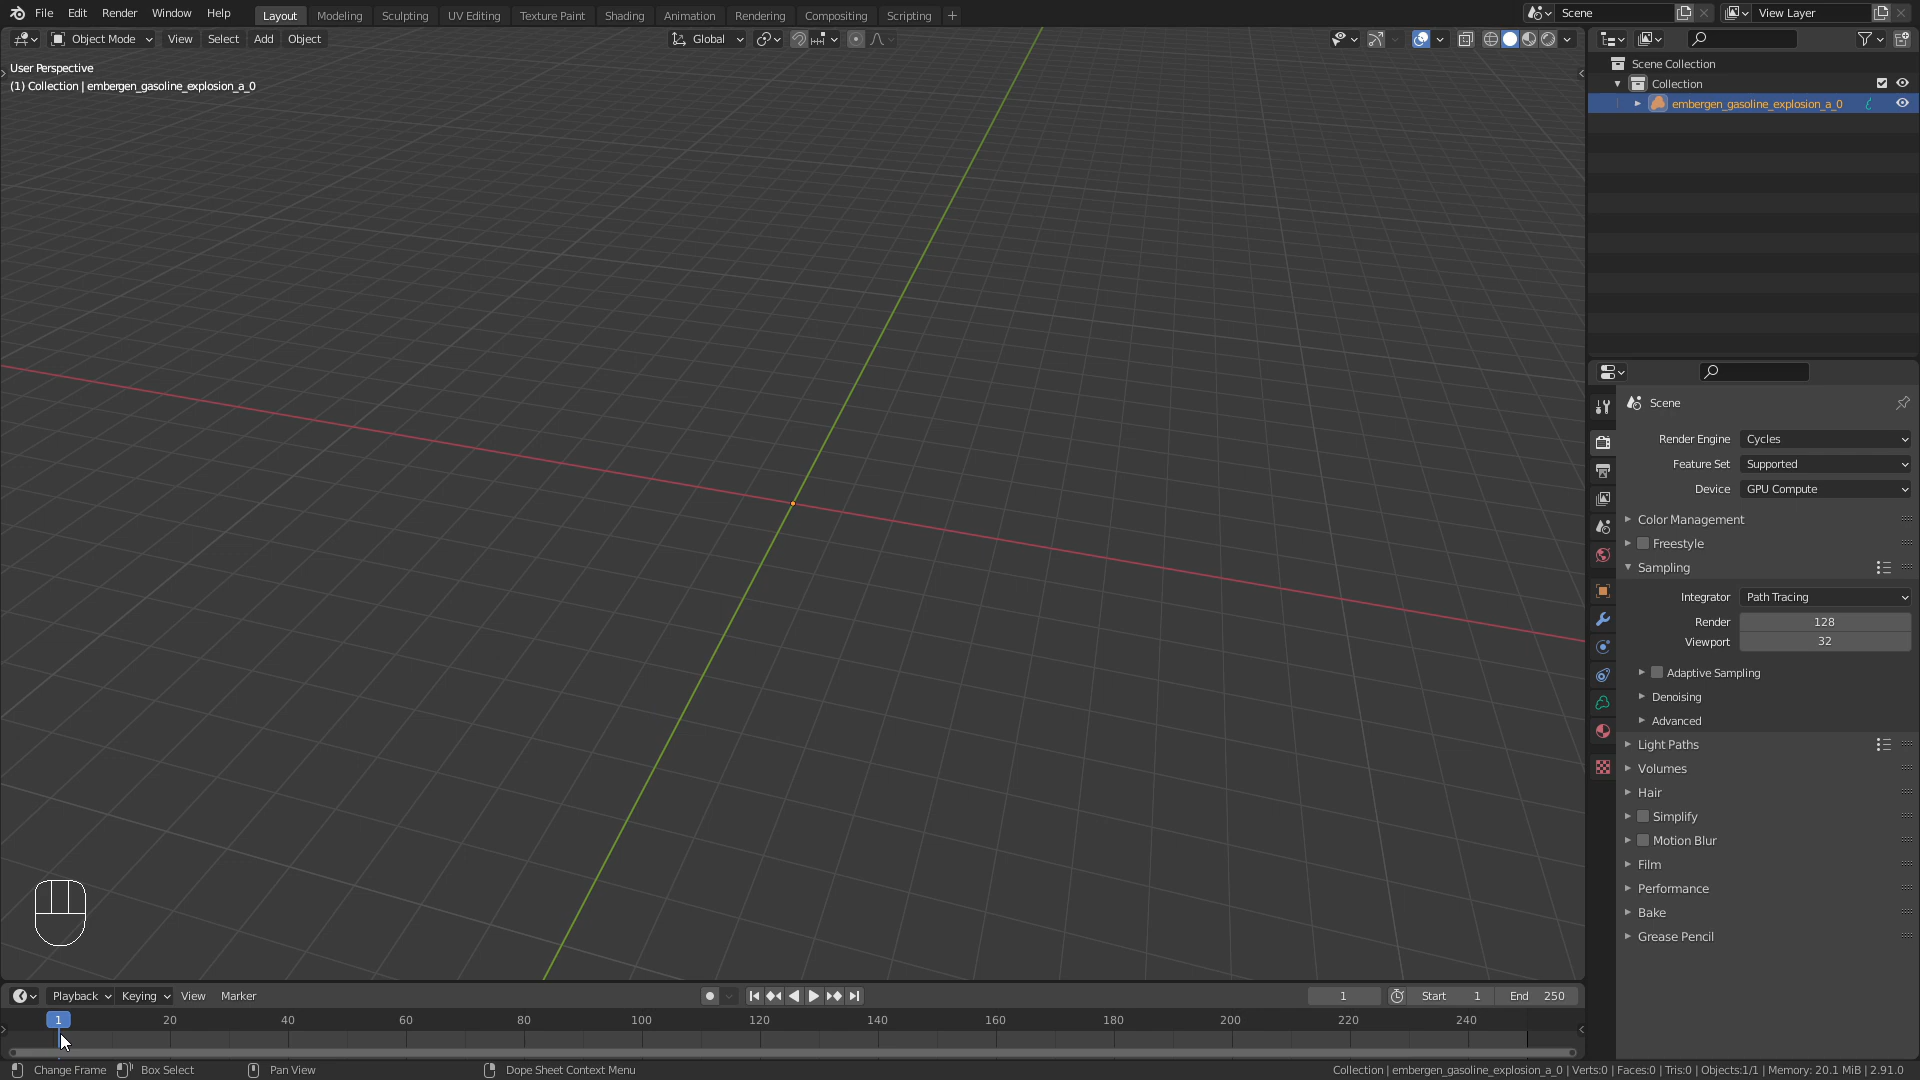 File Edit Render Window Help Layout Modeling Sculpting UV Editing Texture Paint Shading Animation Rendering Compositing Scripting + Scene View Layer
Object Mode View Select Add Object Global
User Perspective
(1) Collection | embergen_gasoline_explosion_a_0
Scene Collection
Collection
embergen_gasoline_explosion_a_0
Scene
Render Engine Cycles
Feature Set Supported
Device GPU Compute
Color Management
Freestyle
Sampling
Integrator Path Tracing
Render 128
Viewport 32
Adaptive Sampling
Denoising
Advanced
Light Paths
Volumes
Hair
Simplify
Motion Blur
Film
Performance
Bake
Grease Pencil
Playback Keying View Marker 1 Start 1 End 250
1 20 40 60 80 100 120 140 160 180 200 220 240
Change Frame Box Select Pan View Dope Sheet Context Menu Collection | embergen_gasoline_explosion_a_0 | Verts:0 | Faces:0 | Tris:0 | Objects:1/1 | Memory: 20.1 MiB | 2.91.0